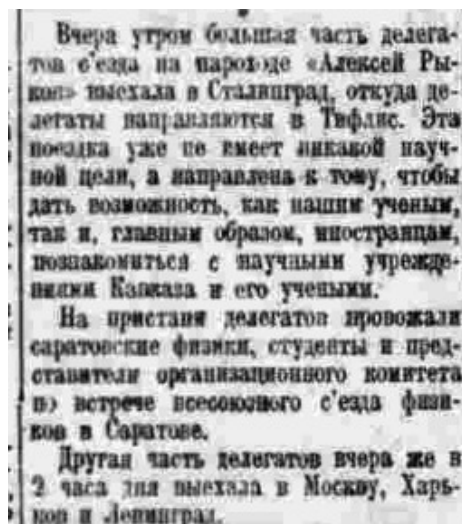 Вчера утром большая часть делега-
тов с'езда на пароходе «Алексей Ры-
ков» выехала в Сталинград, откуда де-
легаты направляются в Тифлис. Эта
поездка уже не имеет никакой науч-
ной цели, а направлена к тому, чтобы
дать возможность, как нашим ученым,
так и, главным образом, иностранцам,
познакомиться с научными учрежде-
ниями Кавказа и его учеными.
На пристани делегатов провожали
саратовские физики, студенты и пред-
ставители организационного комитета
по встрече всесоюзного с'езда физи-
ков в Саратове.
Другая часть делегатов вчера же в
2 часа дня выехала в Москву, Харь-
ков и Ленинград.